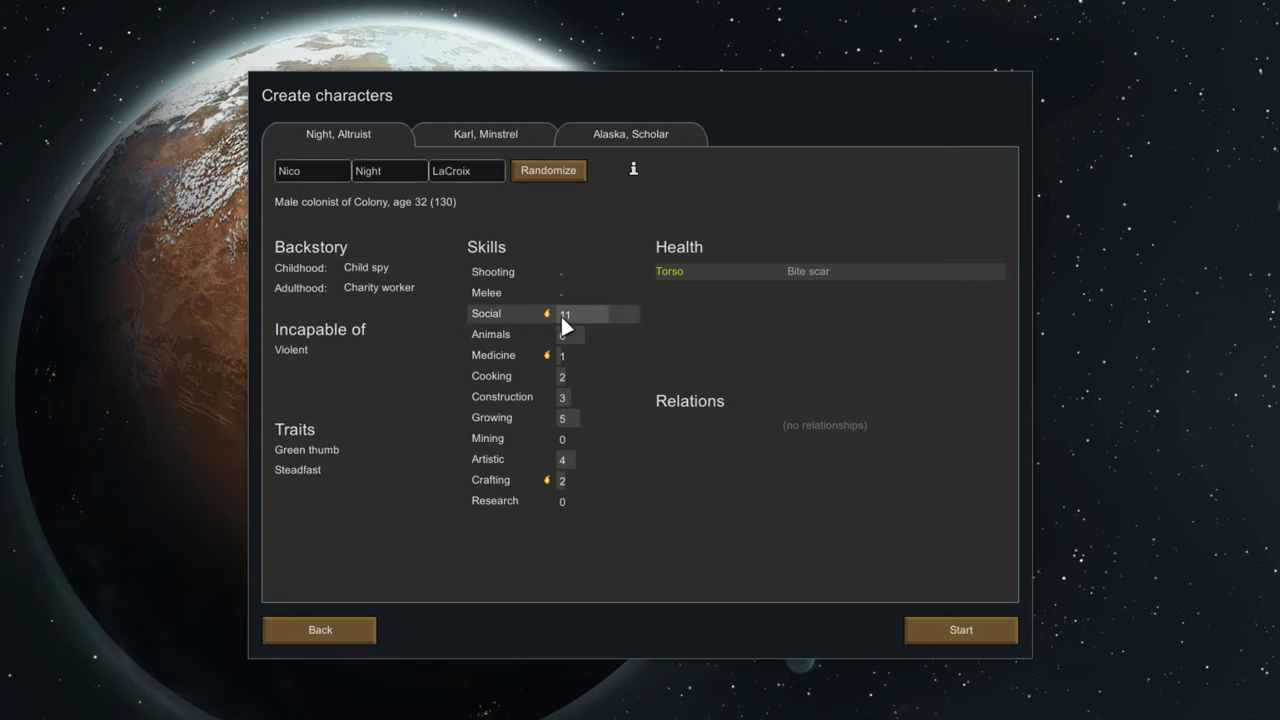 Create characters
Night, Altruist
Karl, Minstrel
Alaska, Scholar
Nico
Night
LaCroix
Randomize
Male colonist of Colony, age 32 (130)
Backstory
Childhood: Child spy
Adulthood: Charity worker
Incapable of
Violent
Traits
Green thumb
Steadfast
Skills
Shooting -
Melee -
Social 11
Animals
Medicine 1
Cooking 2
Construction 3
Growing 5
Mining 0
Artistic 4
Crafting 2
Research 0
Health
Torso Bite scar
Relations
(no relationships)
Back
Start